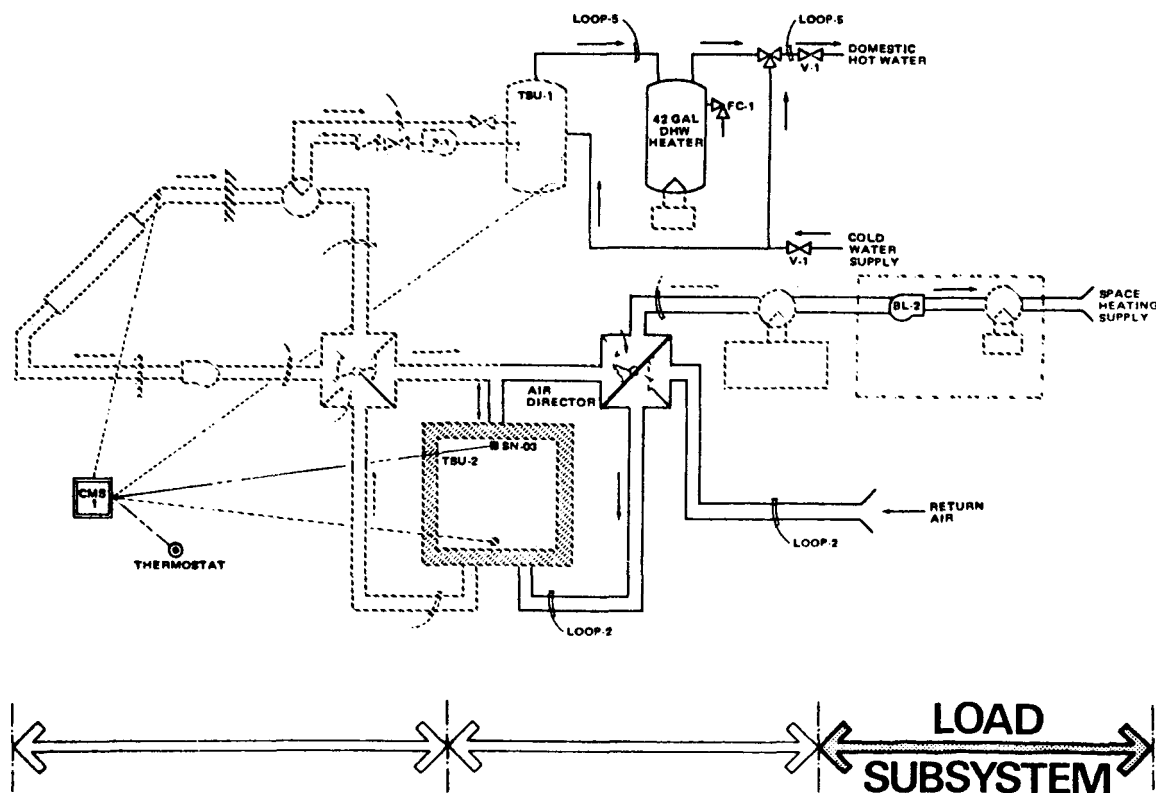 LOOP-5
LOOP-5
DOMESTIC
HOT WATER
V-1
TSU-1
42 GAL
DHW
HEATER
FC-1
COLD
WATER
SUPPLY
V-1
SPACE
HEATING
SUPPLY
BL-2
AIR
DIRECTOR
SN-03
TSU-2
CMS
1
RETURN
AIR
LOOP-2
THERMOSTAT
LOOP-2
LOAD
SUBSYSTEM